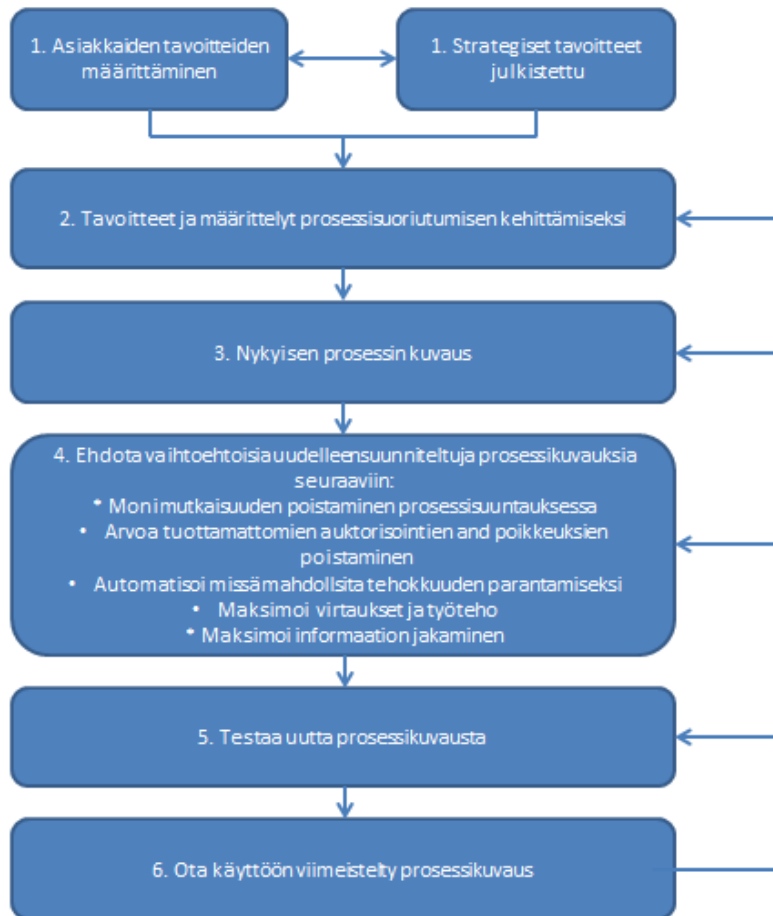 1. Asiakkaiden tavoitteiden
määrittäminen
1. Strategiset tavoitteet
julkistettu
2. Tavoitteet ja määrittelyt prosessisuoriutumisen kehittämiseksi
3. Nykyisen prosessin kuvaus
4. Ehdota vaihtoehtoisia uudelleensuunniteltuja prosessikuvauksia
seuraaviin:
* Monimutkaisuuden poistaminen prosessisuuntauksessa
• Arvoa tuottamattomien auktorisointien and poikkeuksien
poistaminen
• Automatisoi missä mahdollsita tehokkuuden parantamiseksi
• Maksimoi virtaukset ja työteho
* Maksimoi informaation jakaminen
5. Testaa uutta prosessikuvausta
6. Ota käyttöön viimeistelty prosessikuvaus